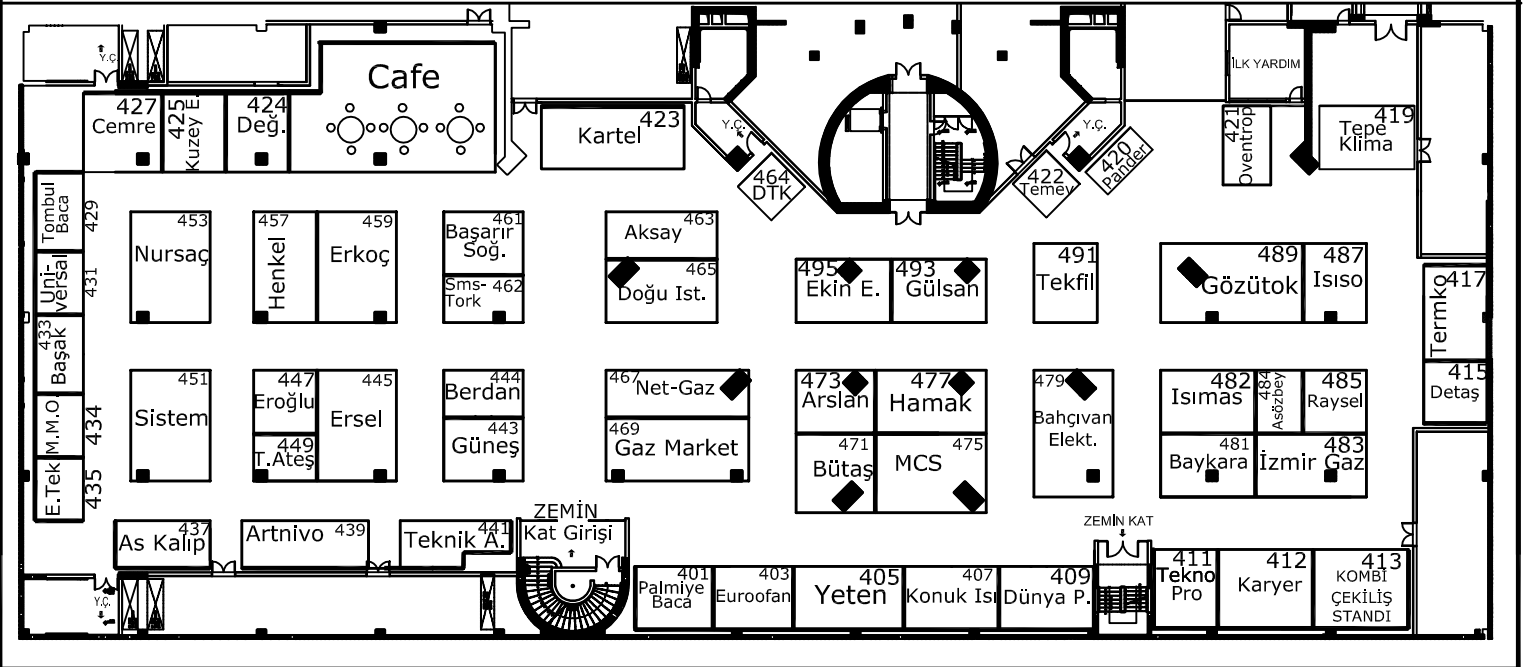 Y.Ç.
Cafe
İLK YARDIM
427
Cemre
425
Kuzey E.
424
Değ.
423
Kartel
Y.Ç.
Y.Ç.
464
DTK
422
Temey
420
Pander
421
Oventrop
419
Tepe
Klima
Tombul
Baca
429
453
Nursaç
457
Henkel
459
Erkoç
461
Başarır
Soğ.
Sms-
Tork
462
463
Aksay
465
Doğu Ist.
495
Ekin E.
493
Gülsan
491
Tekfil
489
Gözütok
487
Isıso
417
Termko
Uni-
versal
431
433
Başak
451
Sistem
447
Eroğlu
449
T.Ateş
445
Ersel
444
Berdan
443
Güneş
467
Net-Gaz
469
Gaz Market
473
Arslan
477
Hamak
471
Bütaş
475
MCS
479
Bahçıvan
Elekt.
482
Isımas
484
Asözbey
485
Raysel
481
Baykara
483
İzmir Gaz
415
Detaş
M.M.O.
434
E.Tek
435
437
As Kalıp
Artnivo 439
441
Teknik A.
ZEMİN
Kat Girişi
ZEMİN KAT
Y.Ç.
401
Palmiye
Baca
403
Euroofan
405
Yeten
407
Konuk Isı
409
Dünya P.
411
Tekno
Pro
412
Karyer
413
KOMBİ
ÇEKİLİŞ
STANDI